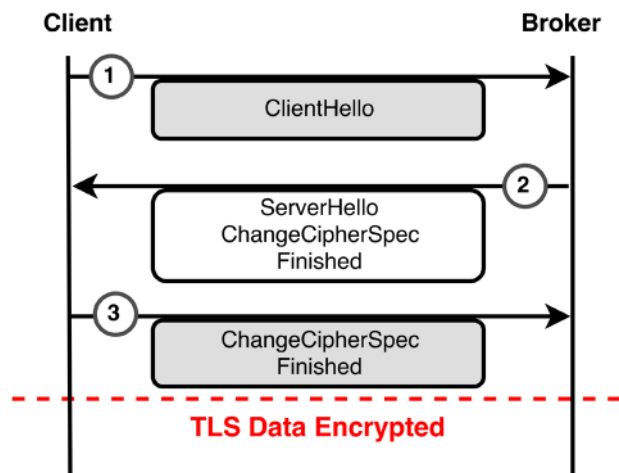 Client Broker
1
ClientHello
2
ServerHello
ChangeCipherSpec
Finished
3
ChangeCipherSpec
Finished
TLS Data Encrypted